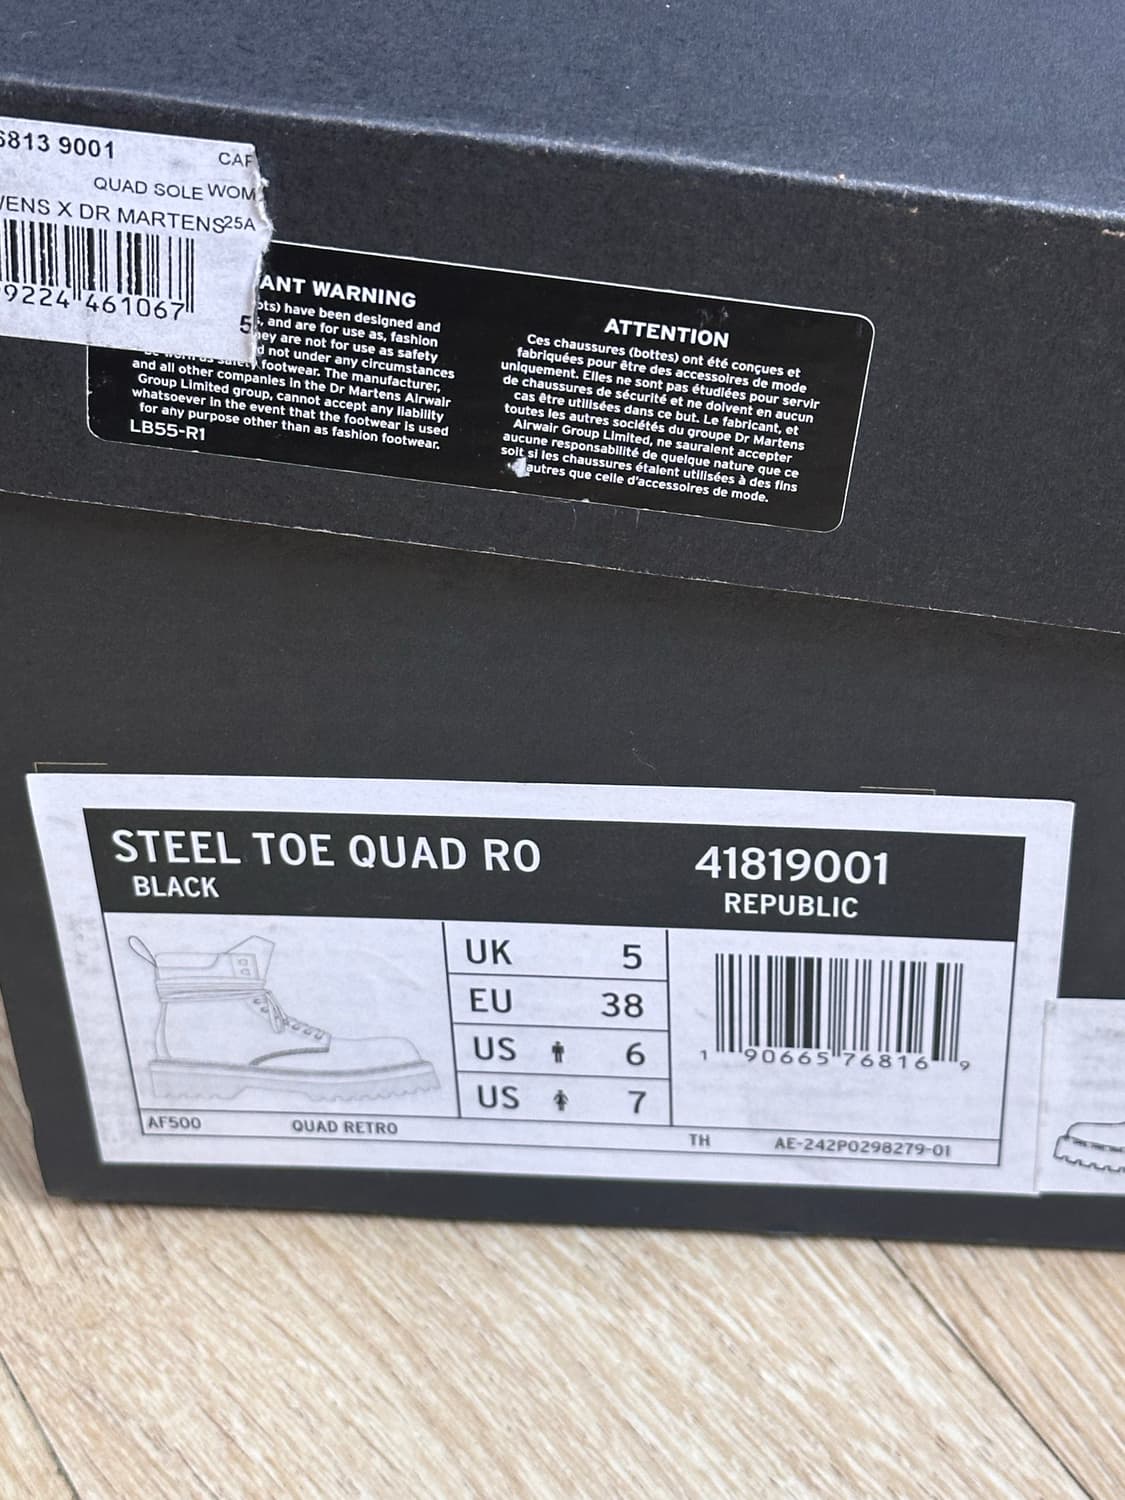 6813 9001
CAF
QUAD SOLE WOM
WENS X DR MARTENS 25A
9224 461067
5
ANT WARNING
ots) have been designed and
, and are for use as, fashion
hey are not for use as safety
d not under any circumstances
be worn as safety footwear. The manufacturer,
and all other companies in the Dr Martens Airwair
Group Limited group, cannot accept any liability
whatsoever in the event that the footwear is used
for any purpose other than as fashion footwear.
LB55-R1
ATTENTION
Ces chaussures (bottes) ont été conçues et
fabriquées pour être des accessoires de mode
uniquement. Elles ne sont pas étudiées pour servir
de chaussures de sécurité et ne doivent en aucun
cas être utilisées dans ce but. Le fabricant, et
toutes les autres sociétés du groupe Dr Martens
Airwair Group Limited, ne sauraient accepter
aucune responsabilité de quelque nature que ce
soit si les chaussures étaient utilisées à des fins
autres que celle d'accessoires de mode.
STEEL TOE QUAD RO
BLACK
41819001
REPUBLIC
UK 5
EU 38
US 6
US 7
1 90665 76816 9
AF500
QUAD RETRO
TH
AE-242P0298279-01